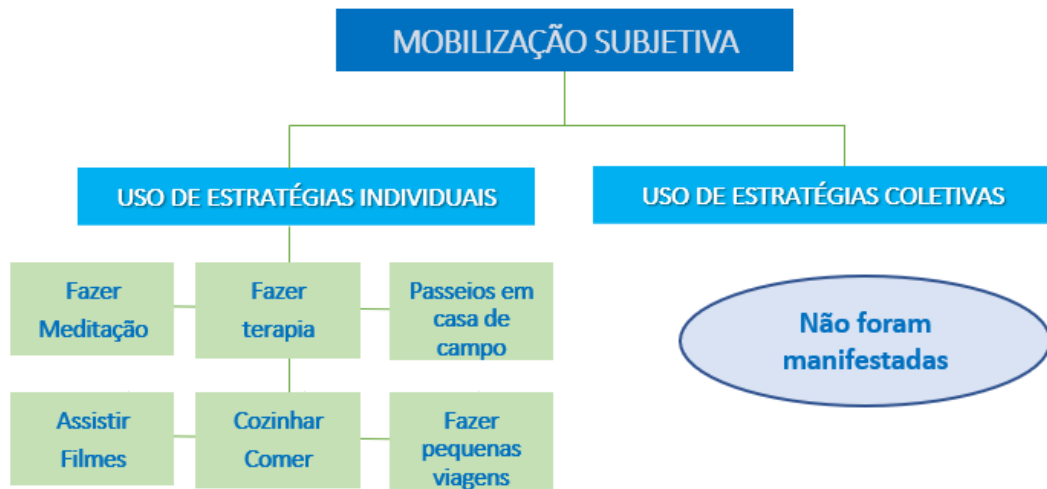 MOBILIZAÇÃO SUBJETIVA
USO DE ESTRATÉGIAS INDIVIDUAIS
USO DE ESTRATÉGIAS COLETIVAS
Fazer
Meditação
Fazer
terapia
Passeios em
casa de
campo
Não foram
manifestadas
Assistir
Filmes
Cozinhar
Comer
Fazer
pequenas
viagens